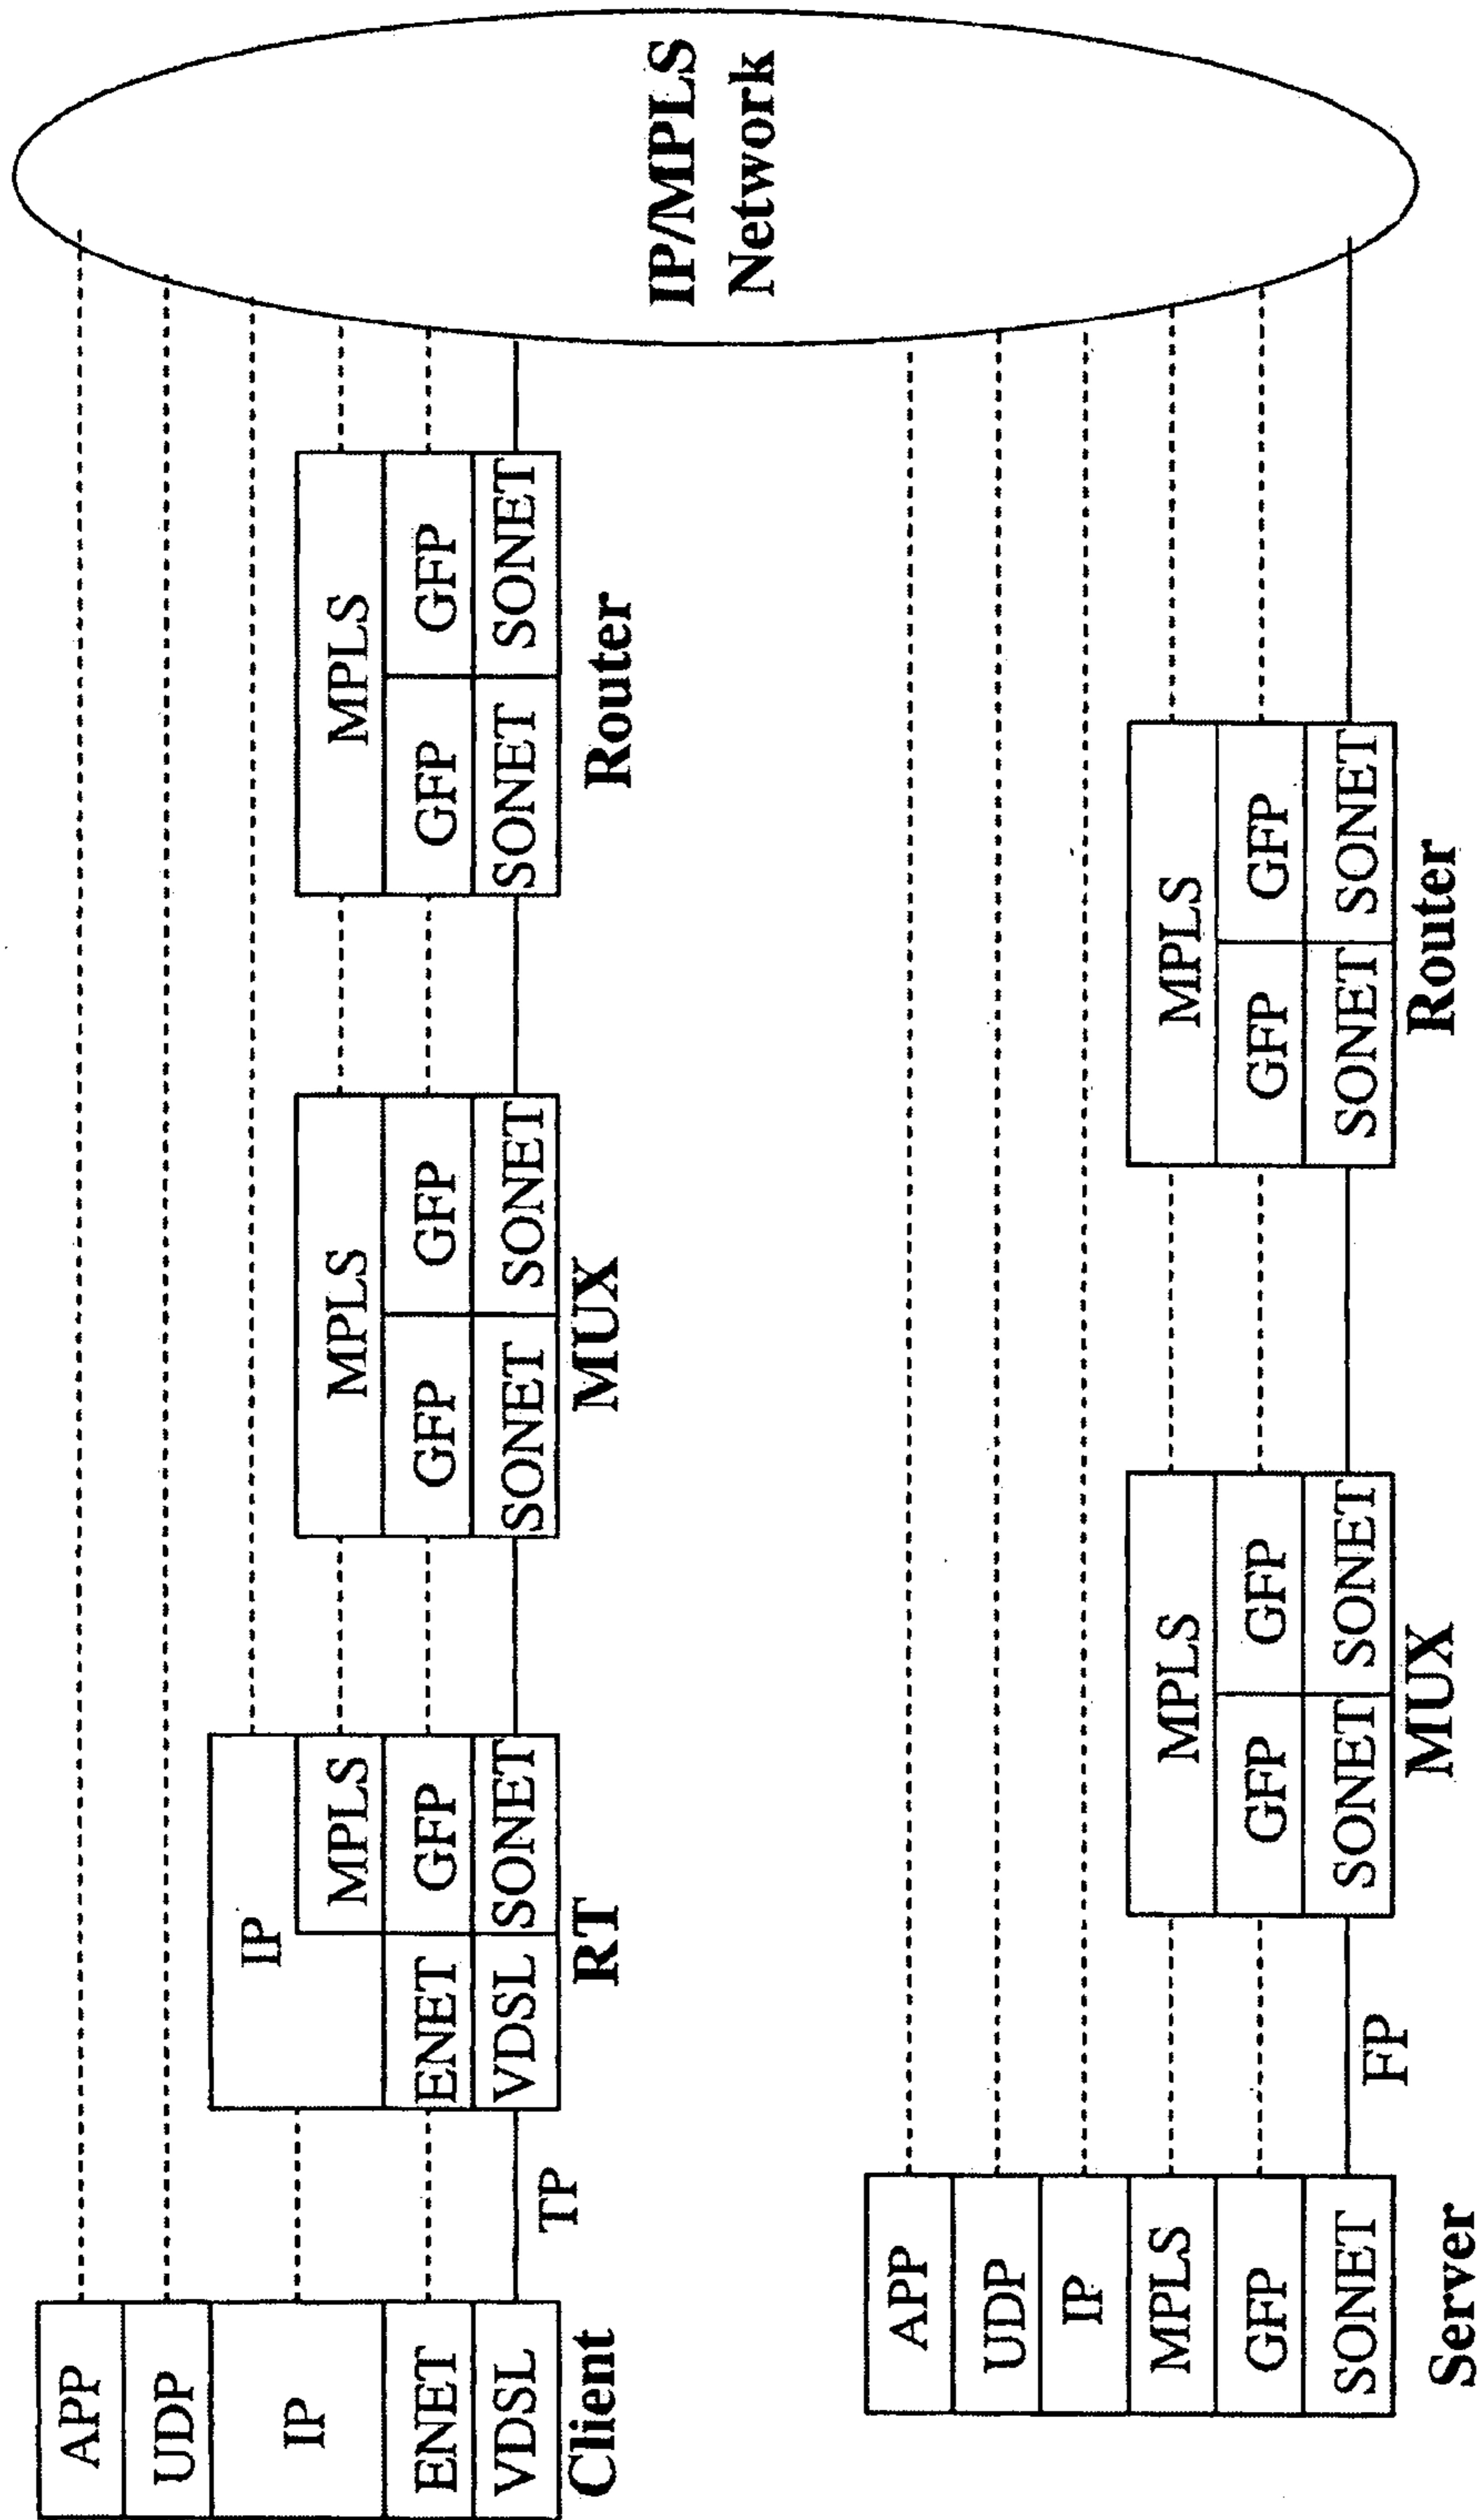 APP
UDP
IP
ENET
VDSL
Client
TP
IP
MPLS
ENET
GFP
VDSL
SONET
RT
MPLS
GFP
GFP
SONET
SONET
MUX
MPLS
GFP
GFP
SONET
SONET
Router
IP/MPLS
Network
APP
UDP
IP
MPLS
GFP
SONET
Server
FP
MPLS
GFP
GFP
SONET
SONET
MUX
MPLS
GFP
GFP
SONET
SONET
Router